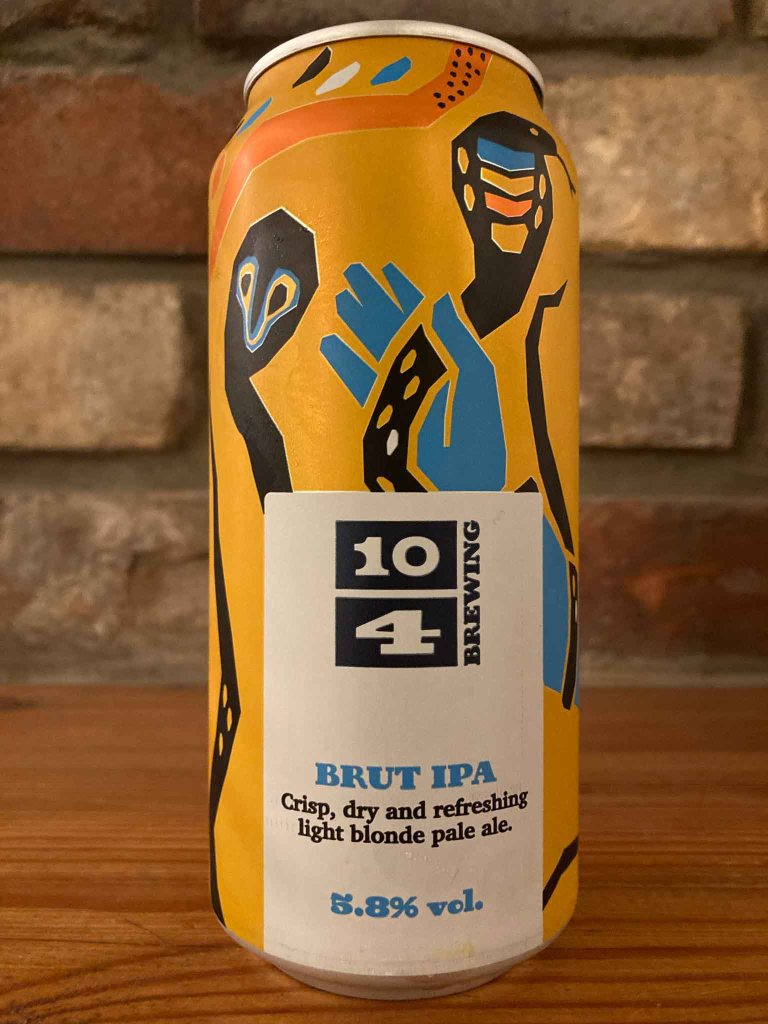 10
4
BREWING
BRUT IPA
Crisp, dry and refreshing
light blonde pale ale.
5.8% vol.